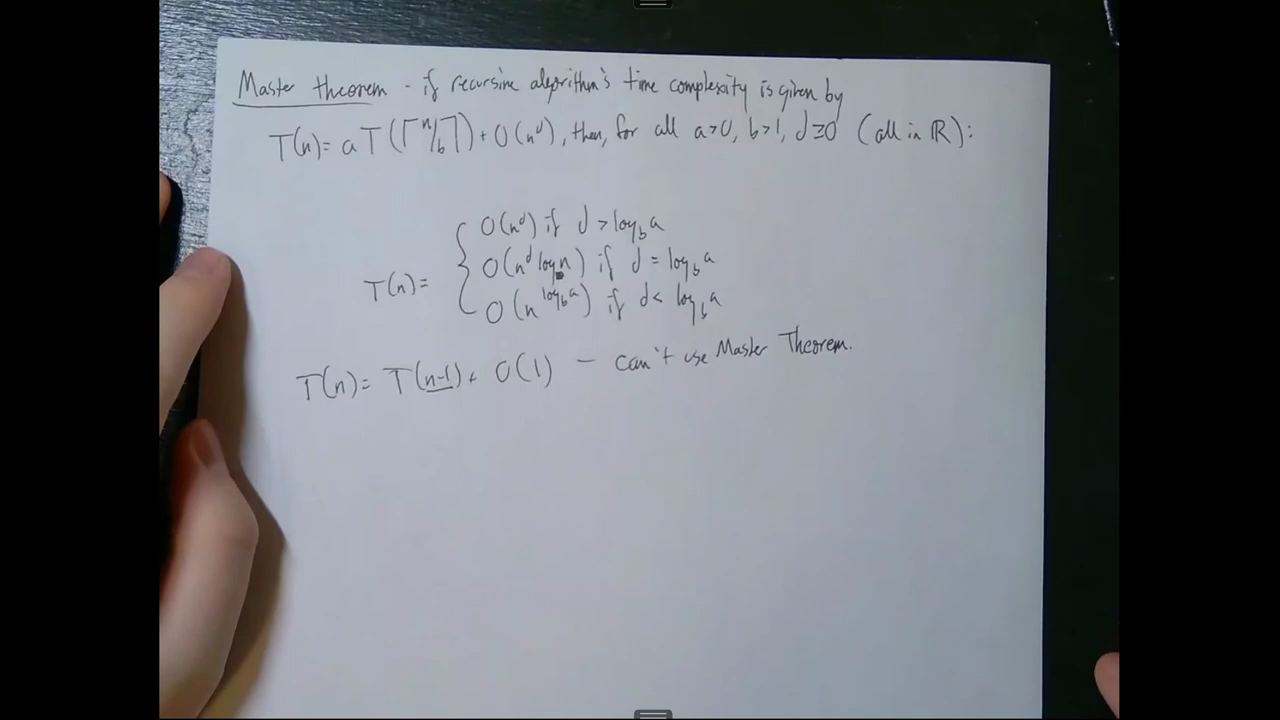 Master theorem - if recursive algorithm's time complexity is given by
T(n) = a T(⌈n/b⌉) + O(n^d), then, for all a>0, b>1, d≥0 (all in ℝ):
O(n^d) if d > log_b a
T(n) = { O(n^d log n) if d = log_b a
O(n^{log_b a}) if d < log_b a
T(n) = T(n-1) + O(1) — can't use Master Theorem.